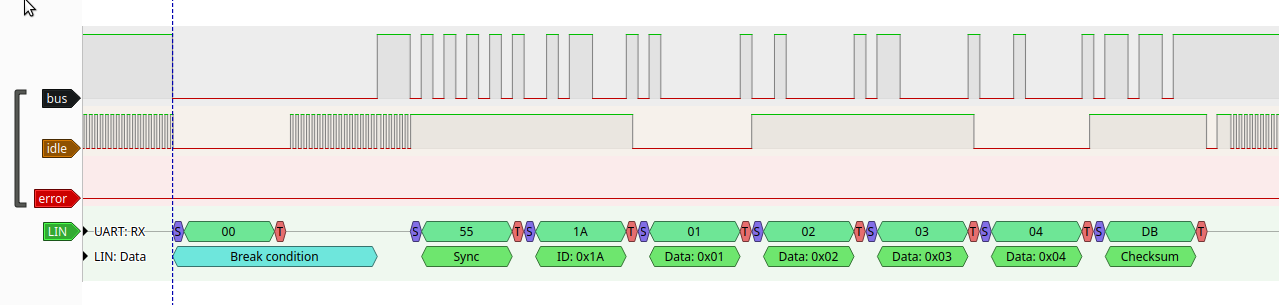 bus
idle
error
LIN UART: RX S 00 T S 55 T S 1A T S 01 T S 02 T S 03 T S 04 T S DB T
LIN: Data Break condition Sync ID: 0x1A Data: 0x01 Data: 0x02 Data: 0x03 Data: 0x04 Checksum